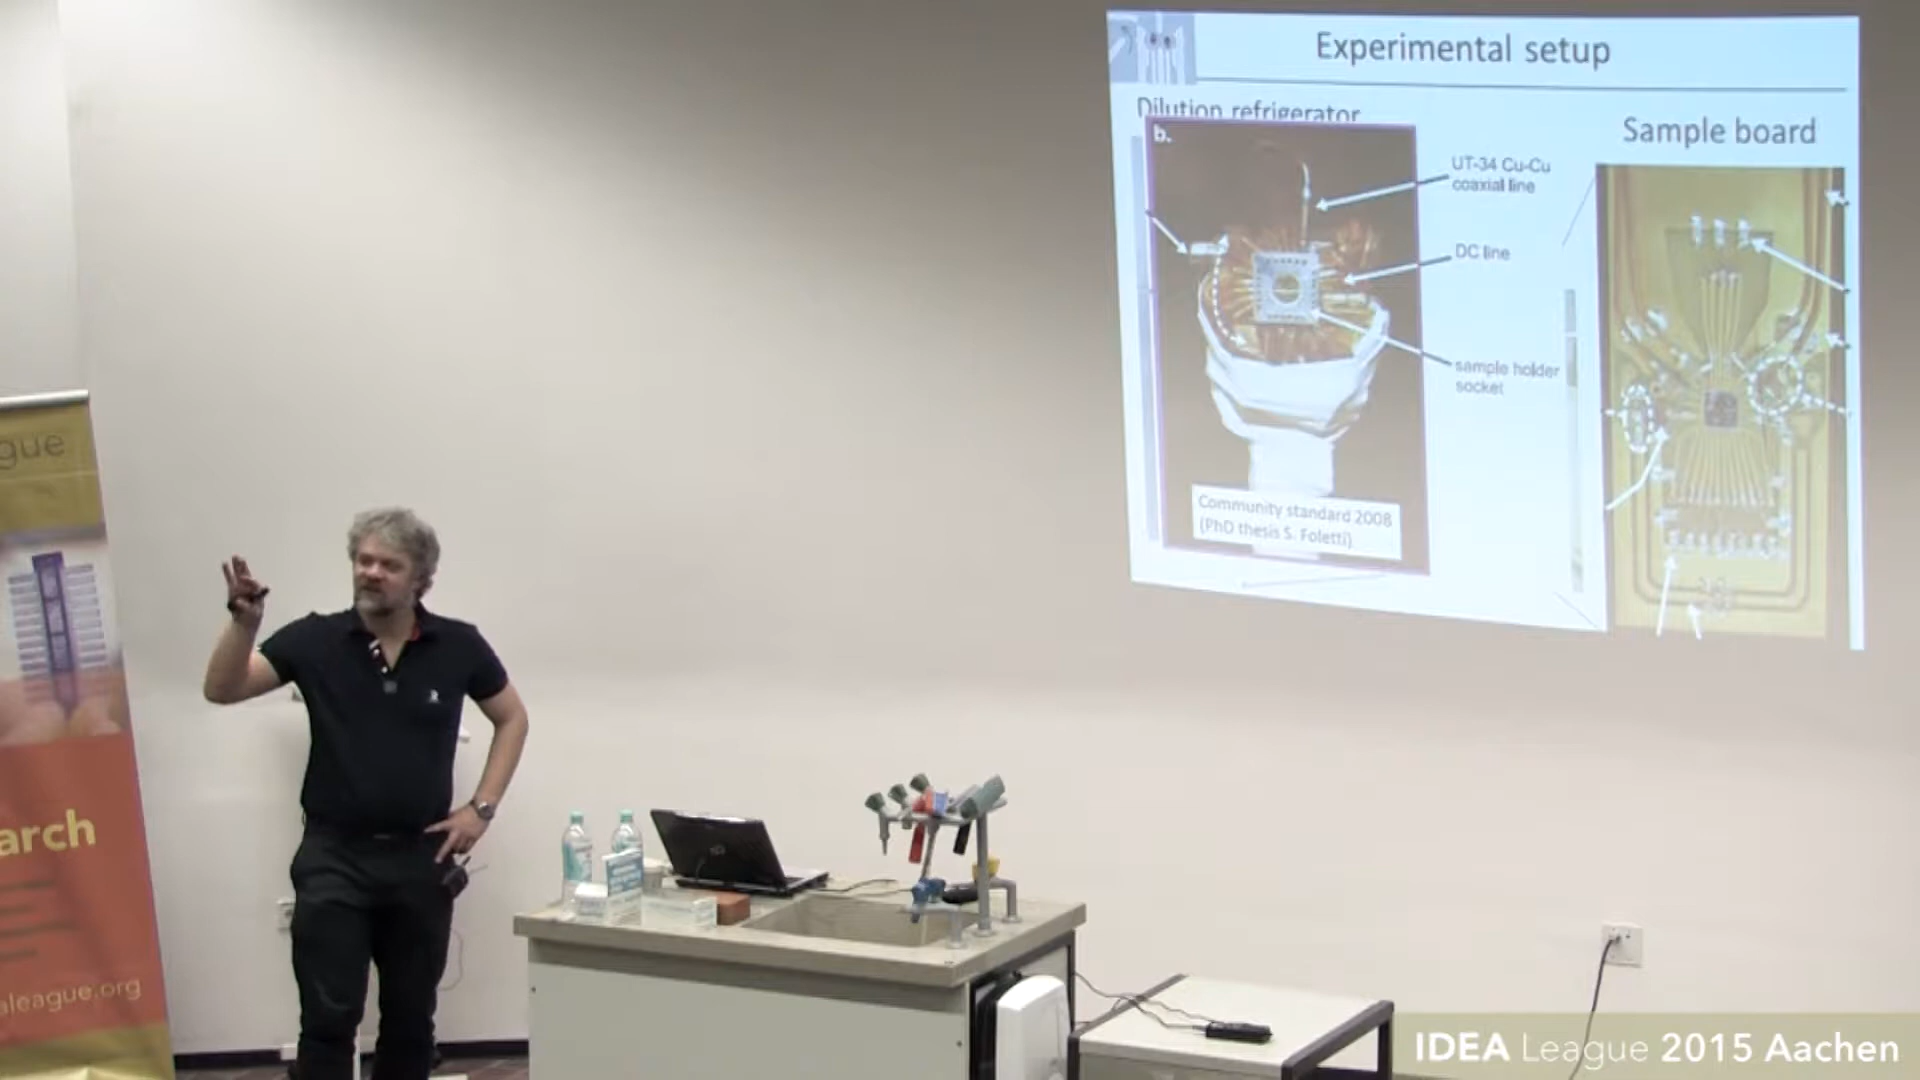 Experimental setup
Dilution refrigerator
Sample board
b.
UT-34 Cu-Cu
coaxial line
DC line
sample holder
socket
Community standard 2008
(PhD thesis S. Foletti)
gue
arch
aleague.org
IDEA League 2015 Aachen